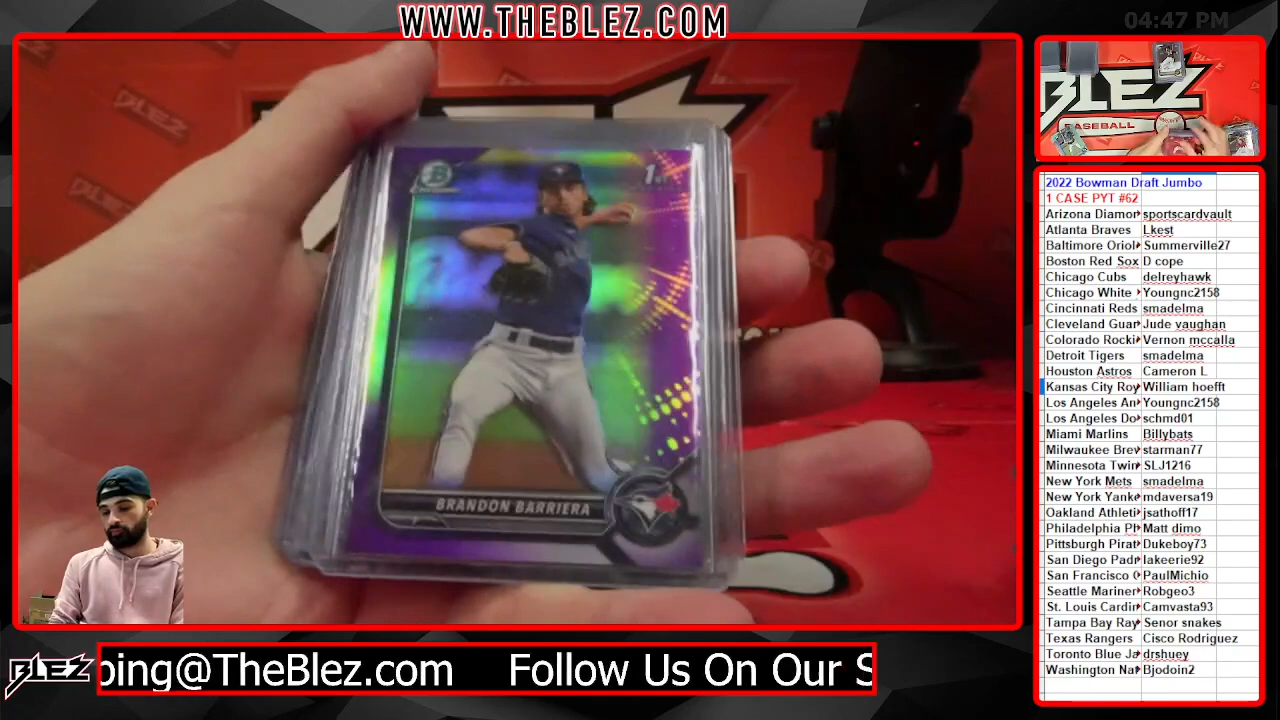 WWW.THEBLEZ.COM
04:47 PM
BLEZ
BASEBALL
1st
BRANDON BARRIERA
2022 Bowman Draft Jumbo
1 CASE PYT #62
Arizona Diamon sportscardvault
Atlanta Braves Lkest
Baltimore Oriol Summerville27
Boston Red Sox D cope
Chicago Cubs delreyhawk
Chicago White Youngnc2158
Cincinnati Reds smadelma
Cleveland Guar Jude vaughan
Colorado Rocki Vernon mccalla
Detroit Tigers smadelma
Houston Astros Cameron L
Kansas City Roy William hoefft
Los Angeles An Youngnc2158
Los Angeles Do schmd01
Miami Marlins Billybats
Milwaukee Brev starman77
Minnesota Twin SLJ1216
New York Mets smadelma
New York Yanke mdaversa19
Oakland Athleti jsathoff17
Philadelphia Ph Matt dimo
Pittsburgh Pirat Dukeboy73
San Diego Padr lakeerie92
San Francisco G PaulMichio
Seattle Mariner Robgeo3
St. Louis Cardin Camvasta93
Tampa Bay Ray Senor snakes
Texas Rangers Cisco Rodriguez
Toronto Blue Ja drshuey
Washington Nat Bjodoin2
BLEZ
ping@TheBlez.com Follow Us On Our S